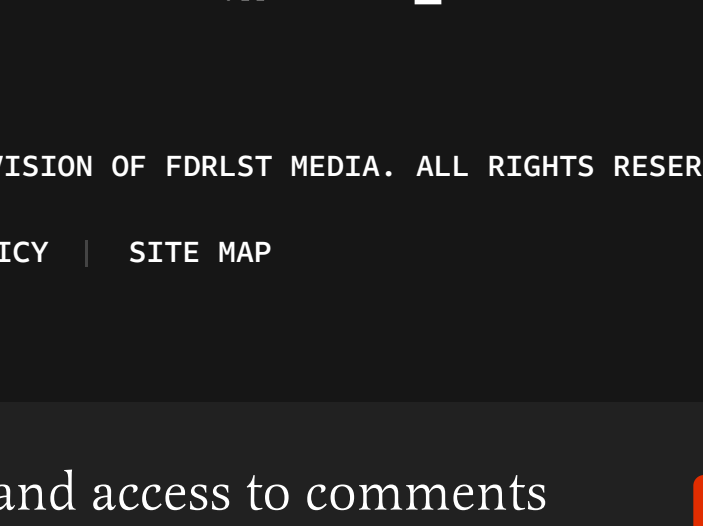 VISION OF FDRLST MEDIA. ALL RIGHTS RESER
ICY | SITE MAP
and access to comments